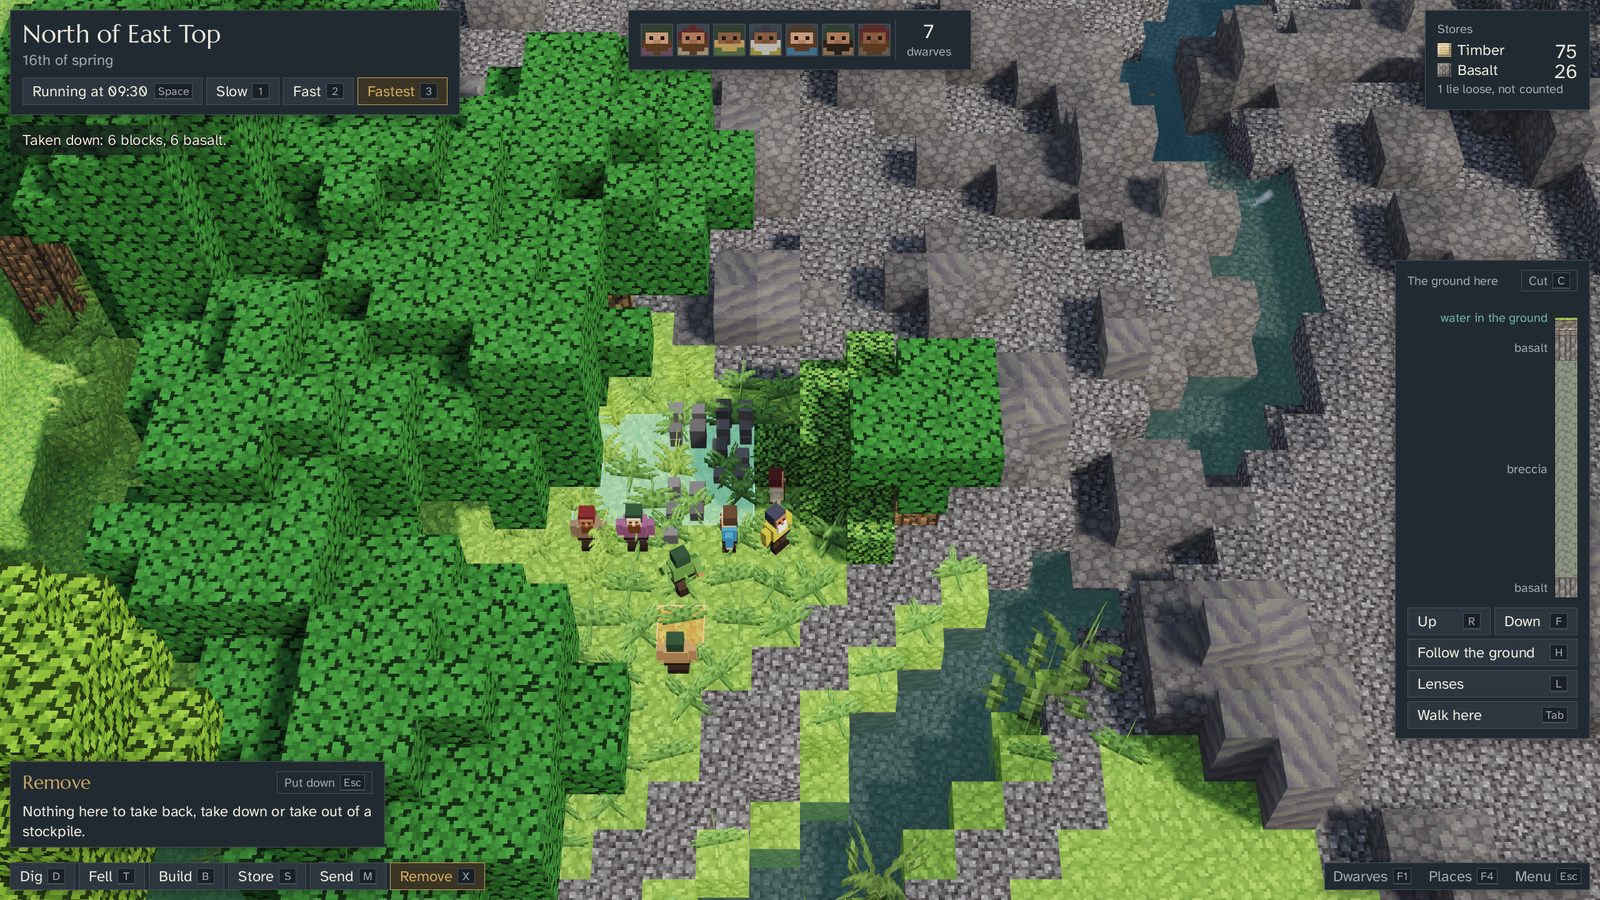 North of East Top
16th of spring
Running at 09:30 Space
Slow 1
Fast 2
Fastest 3
Taken down: 6 blocks, 6 basalt.
7
dwarves
Stores
Timber 75
Basalt 26
1 lie loose, not counted
The ground here
Cut C
water in the ground
basalt
breccia
basalt
Up R
Down F
Follow the ground H
Lenses L
Walk here Tab
Remove
Put down Esc
Nothing here to take back, take down or take out of a
stockpile.
Dig D
Fell T
Build B
Store S
Send M
Remove X
Dwarves F1
Places F4
Menu Esc